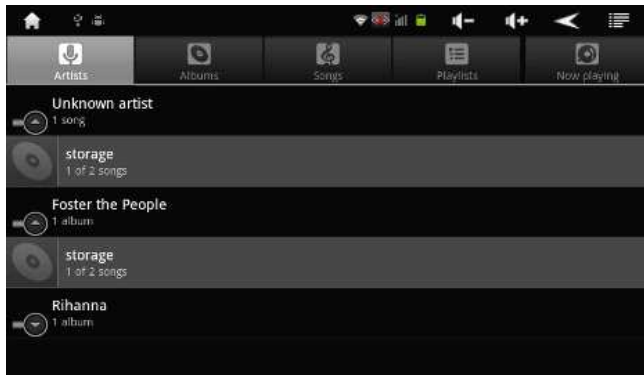 Artists
Albums
Songs
Playlists
Now playing
Unknown artist
1 song
storage
1 of 2 songs
Foster the People
1 album
storage
1 of 2 songs
Rihanna
1 album